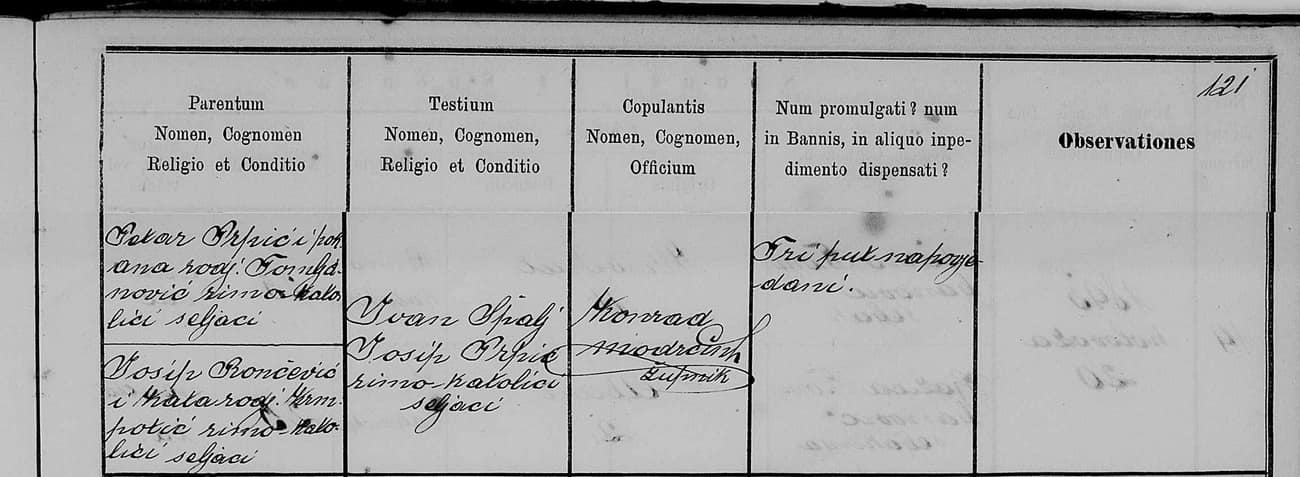 121
Parentum
Nomen, Cognomen
Religio et Conditio
Testium
Nomen, Cognomen,
Religio et Conditio
Copulantis
Nomen, Cognomen,
Officium
Num promulgati? num
in Bannis, in aliquo inpe-
dimento dispensati?
Observationes
Petar Prpić i pok.
ana rodj. Tomlja-
nović rimo-kato-
lici seljaci
Josip Rončević
i Kata rodj. Krm-
potić rimo-kato-
lici seljaci
Ivan Špalj
Josip Prpić
rimo-katolici
seljaci
Konrad
Modrčin
župnik
Tri put napovje-
dani.